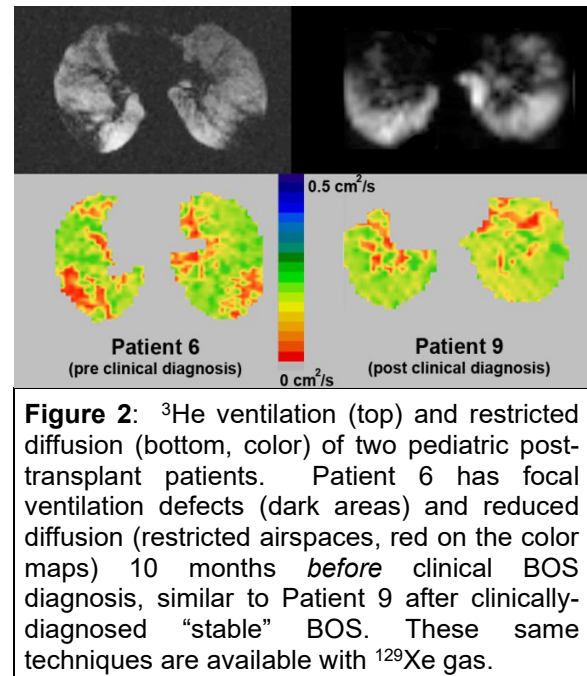 0.5 cm²/s
Patient 6
(pre clinical diagnosis)
0 cm²/s
Patient 9
(post clinical diagnosis)
Figure 2: ³He ventilation (top) and restricted
diffusion (bottom, color) of two pediatric post-
transplant patients. Patient 6 has focal
ventilation defects (dark areas) and reduced
diffusion (restricted airspaces, red on the color
maps) 10 months before clinical BOS
diagnosis, similar to Patient 9 after clinically-
diagnosed “stable” BOS. These same
techniques are available with ¹²⁹Xe gas.